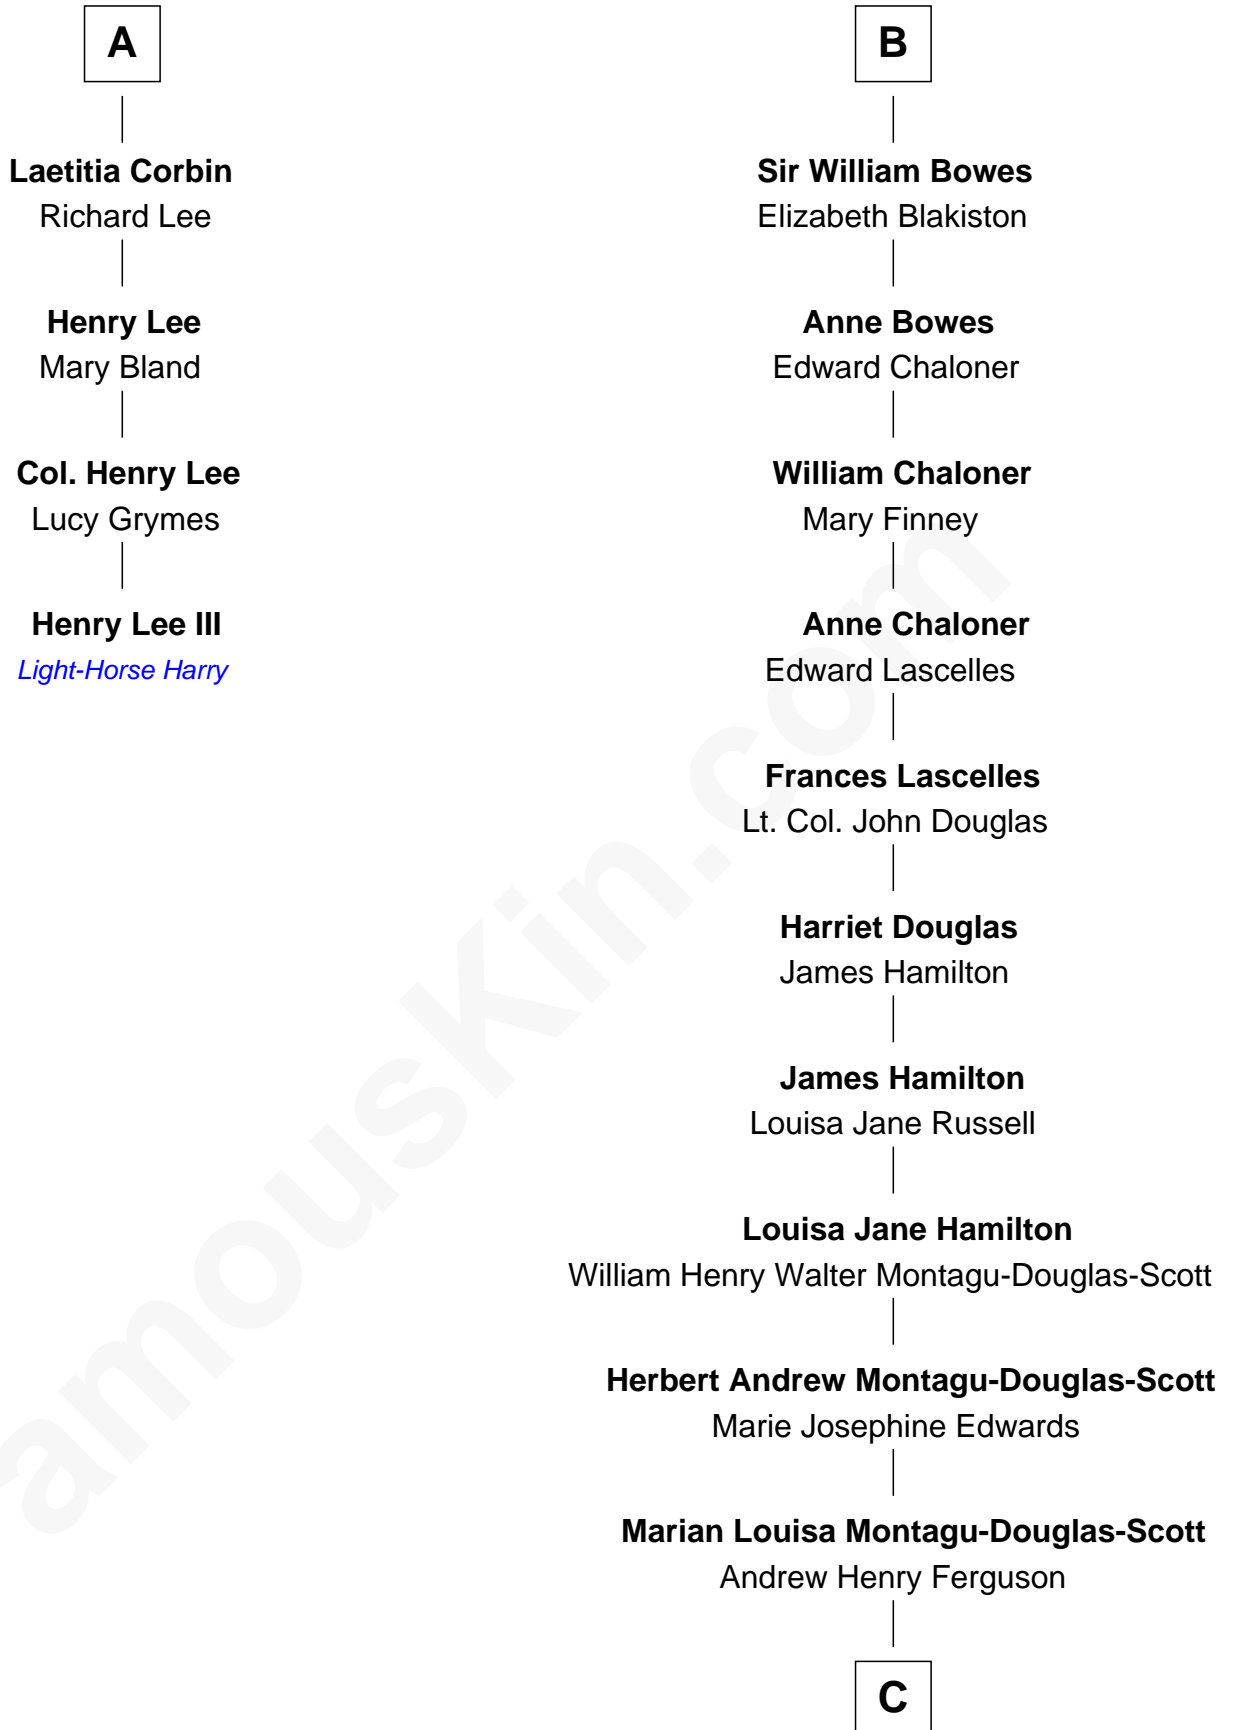 A
Laetitia Corbin
Richard Lee
Henry Lee
Mary Bland
Col. Henry Lee
Lucy Grymes
Henry Lee III
Light-Horse Harry
B
Sir William Bowes
Elizabeth Blakiston
Anne Bowes
Edward Chaloner
William Chaloner
Mary Finney
Anne Chaloner
Edward Lascelles
Frances Lascelles
Lt. Col. John Douglas
Harriet Douglas
James Hamilton
James Hamilton
Louisa Jane Russell
Louisa Jane Hamilton
William Henry Walter Montagu-Douglas-Scott
Herbert Andrew Montagu-Douglas-Scott
Marie Josephine Edwards
Marian Louisa Montagu-Douglas-Scott
Andrew Henry Ferguson
C
amousKin.com